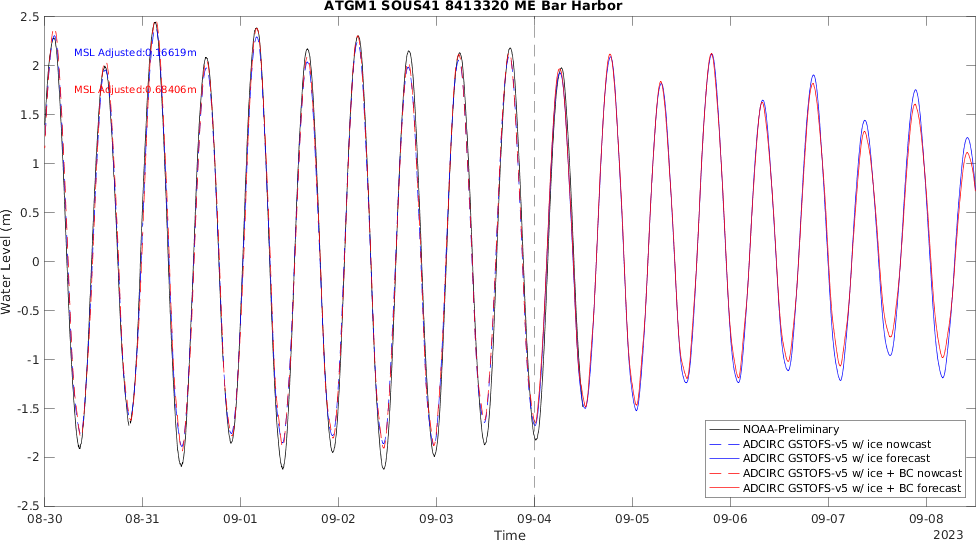 ATGM1 SOUS41 8413320 ME Bar Harbor
MSL Adjusted:0.16619m
MSL Adjusted:0.68406m
Water Level (m)
2.5
2
1.5
1
0.5
0
-0.5
-1
-1.5
-2
-2.5
NOAA-Preliminary
ADCIRC GSTOFS-v5 w/ ice nowcast
ADCIRC GSTOFS-v5 w/ ice forecast
ADCIRC GSTOFS-v5 w/ ice + BC nowcast
ADCIRC GSTOFS-v5 w/ ice + BC forecast
08-30 08-31 09-01 09-02 09-03 09-04 09-05 09-06 09-07 09-08
Time
2023